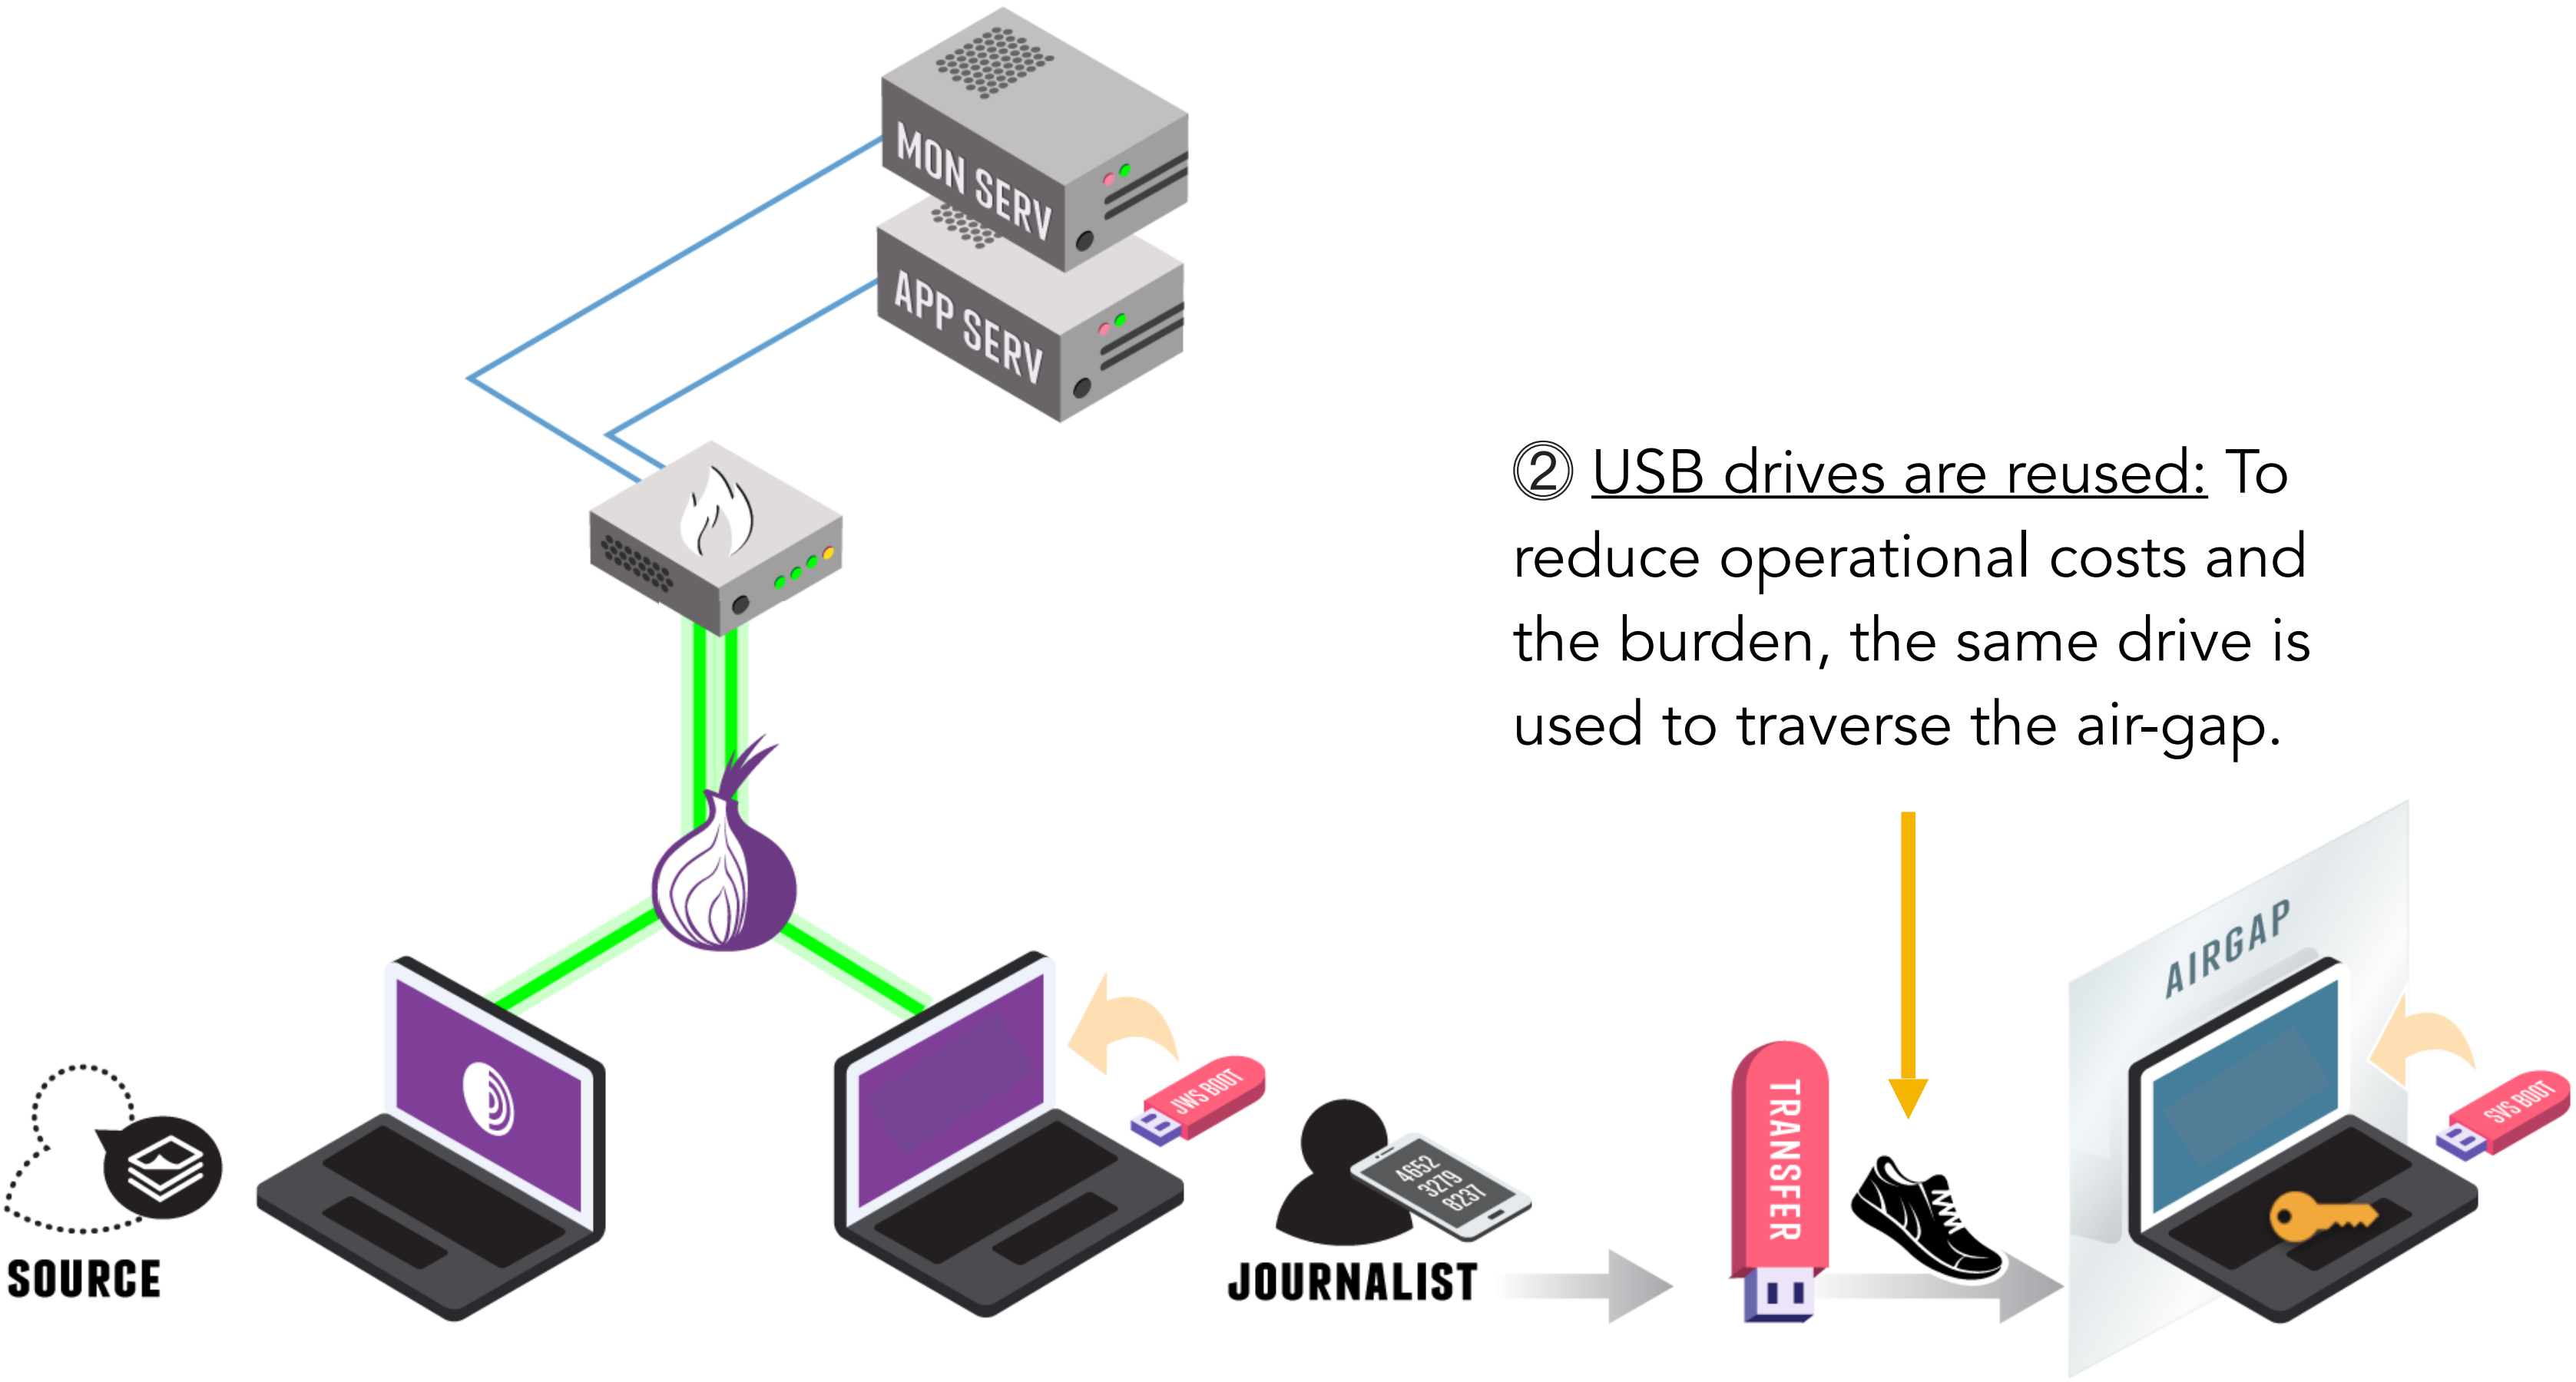 MON SERV
APP SERV
② USB drives are reused: To
reduce operational costs and
the burden, the same drive is
used to traverse the air-gap.
AIRGAP
JWS BOOT
TRANSFER
SVS BOOT
4652
3279
8237
SOURCE
JOURNALIST